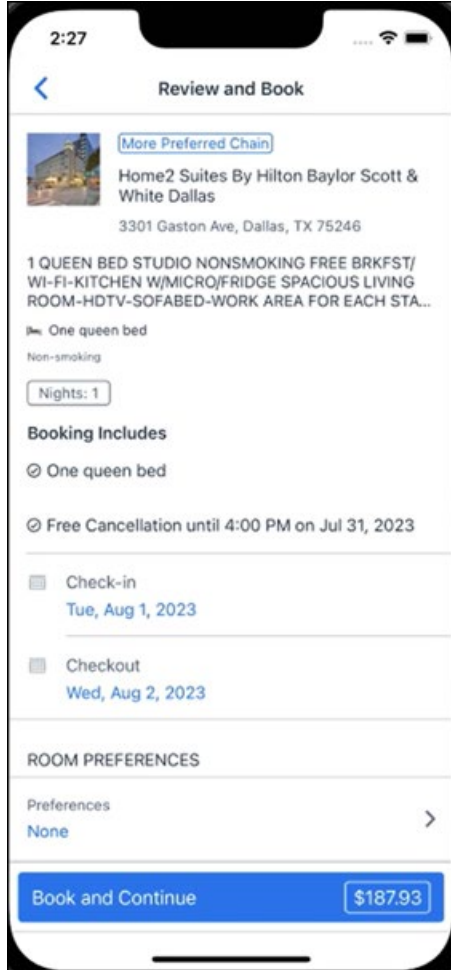 2:27
Review and Book
More Preferred Chain
Home2 Suites By Hilton Baylor Scott &
White Dallas
3301 Gaston Ave, Dallas, TX 75246
1 QUEEN BED STUDIO NONSMOKING FREE BRKFST/
WI-FI-KITCHEN W/MICRO/FRIDGE SPACIOUS LIVING
ROOM-HDTV-SOFABED-WORK AREA FOR EACH STA...
One queen bed
Non-smoking
Nights: 1
Booking Includes
One queen bed
Free Cancellation until 4:00 PM on Jul 31, 2023
Check-in
Tue, Aug 1, 2023
Checkout
Wed, Aug 2, 2023
ROOM PREFERENCES
Preferences
None
Book and Continue $187.93